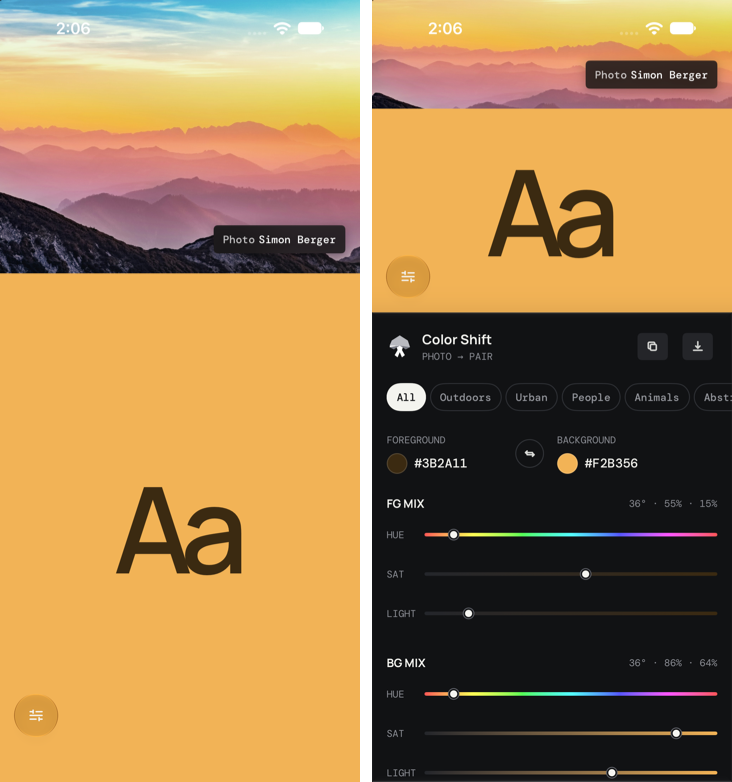 2:06
Photo Simon Berger
Aa
2:06
Photo Simon Berger
Aa
Color Shift
PHOTO → PAIR
All Outdoors Urban People Animals Abst
FOREGROUND BACKGROUND
#3B2A11 #F2B356
FG MIX 36° · 55% · 15%
HUE
SAT
LIGHT
BG MIX 36° · 86% · 64%
HUE
SAT
LIGHT